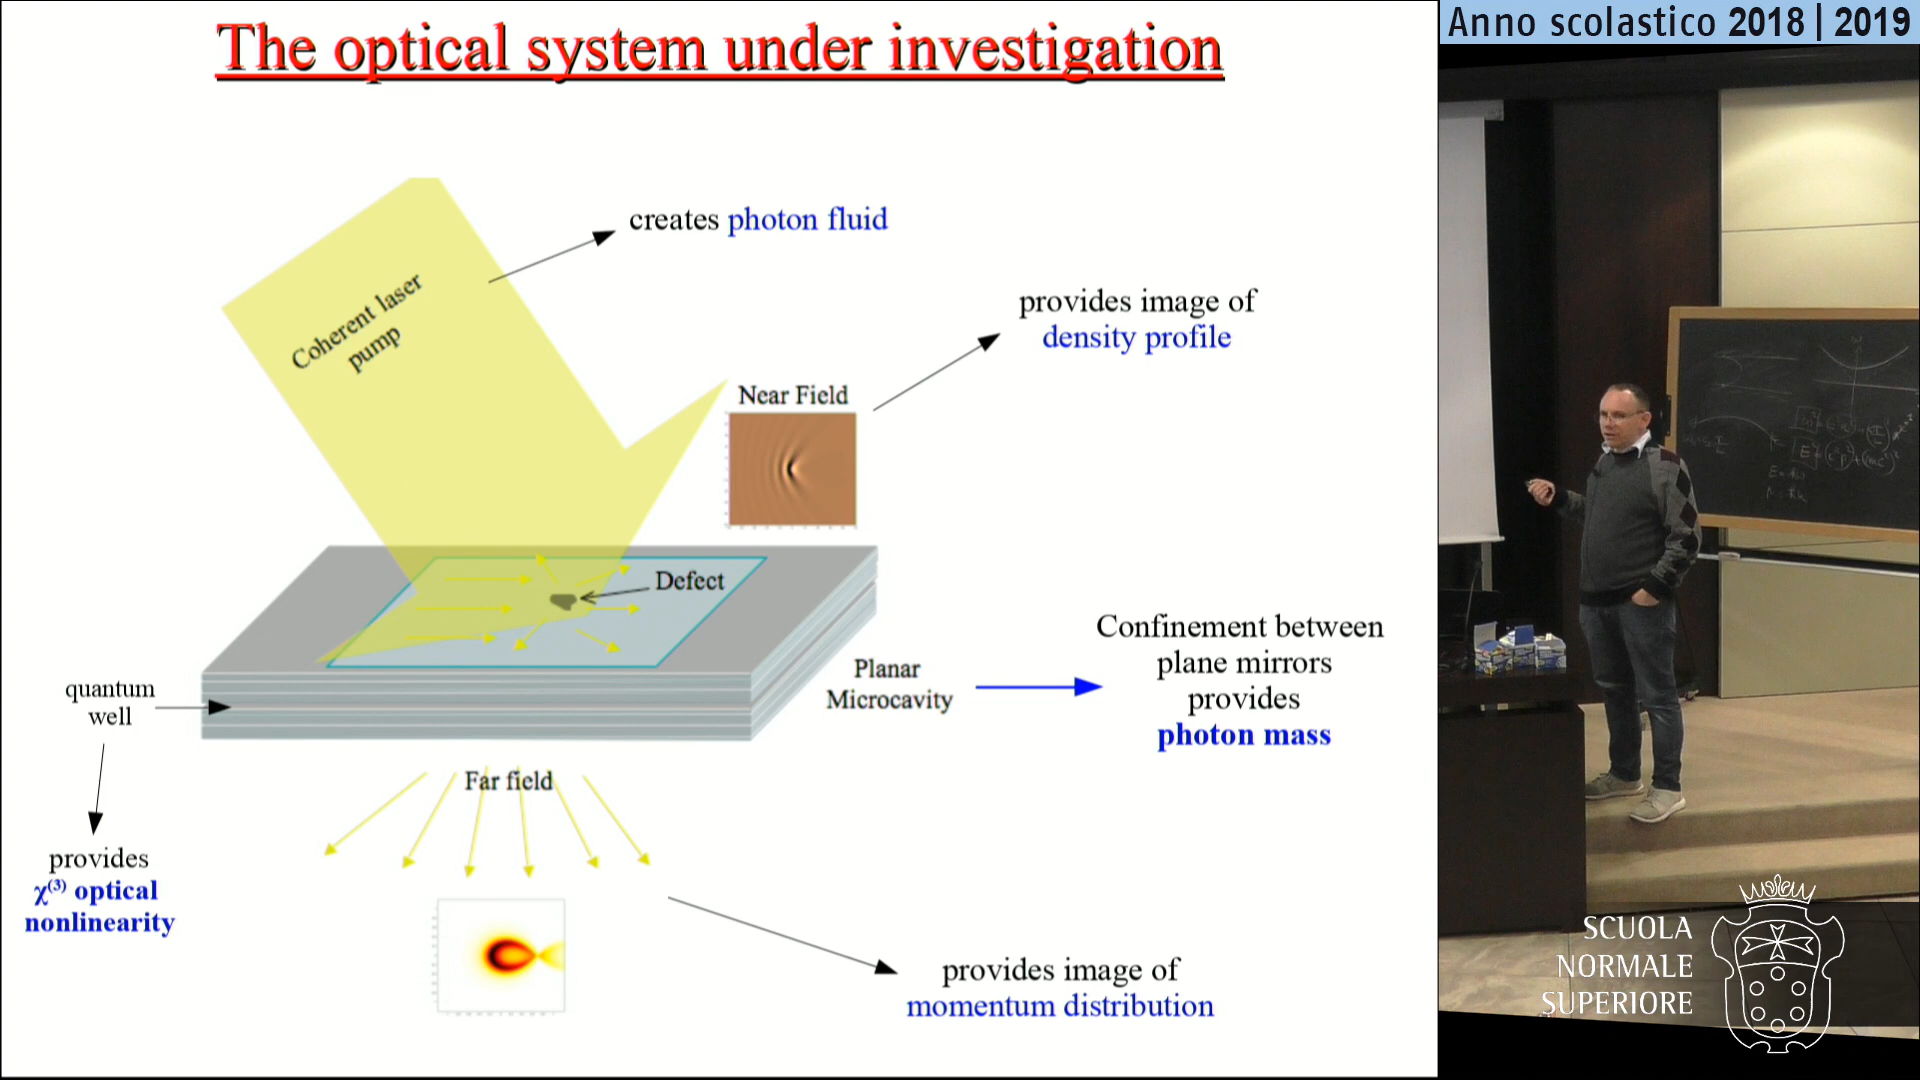 The optical system under investigation
Anno scolastico 2018 | 2019
creates photon fluid
Coherent laser
pump
provides image of
density profile
Near Field
Defect
Confinement between
plane mirrors
provides
photon mass
Planar
Microcavity
quantum
well
Far field
provides
χ(3) optical
nonlinearity
provides image of
momentum distribution
SCUOLA
NORMALE
SUPERIORE